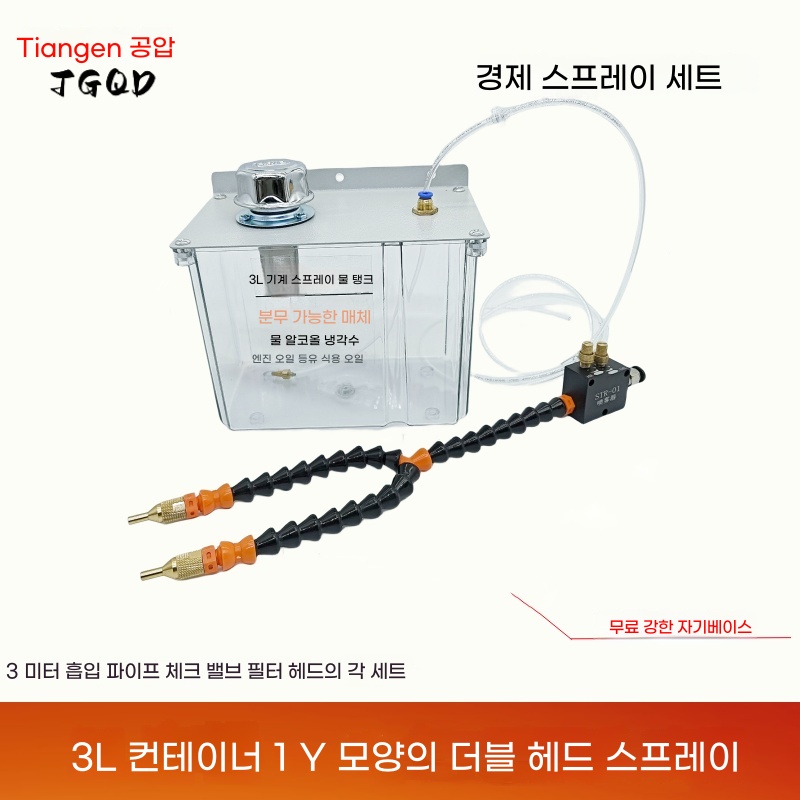 Tiangen 공압
JGQD
경제 스프레이 세트
3L 기계 스프레이 물 탱크
분무 가능한 매체
물 알코올 냉각수
엔진 오일 등유 식용 오일
STR-01
喷雾器
무료 강한 자기베이스
3 미터 흡입 파이프 체크 밸브 필터 헤드의 각 세트
3L 컨테이너 1 Y 모양의 더블 헤드 스프레이